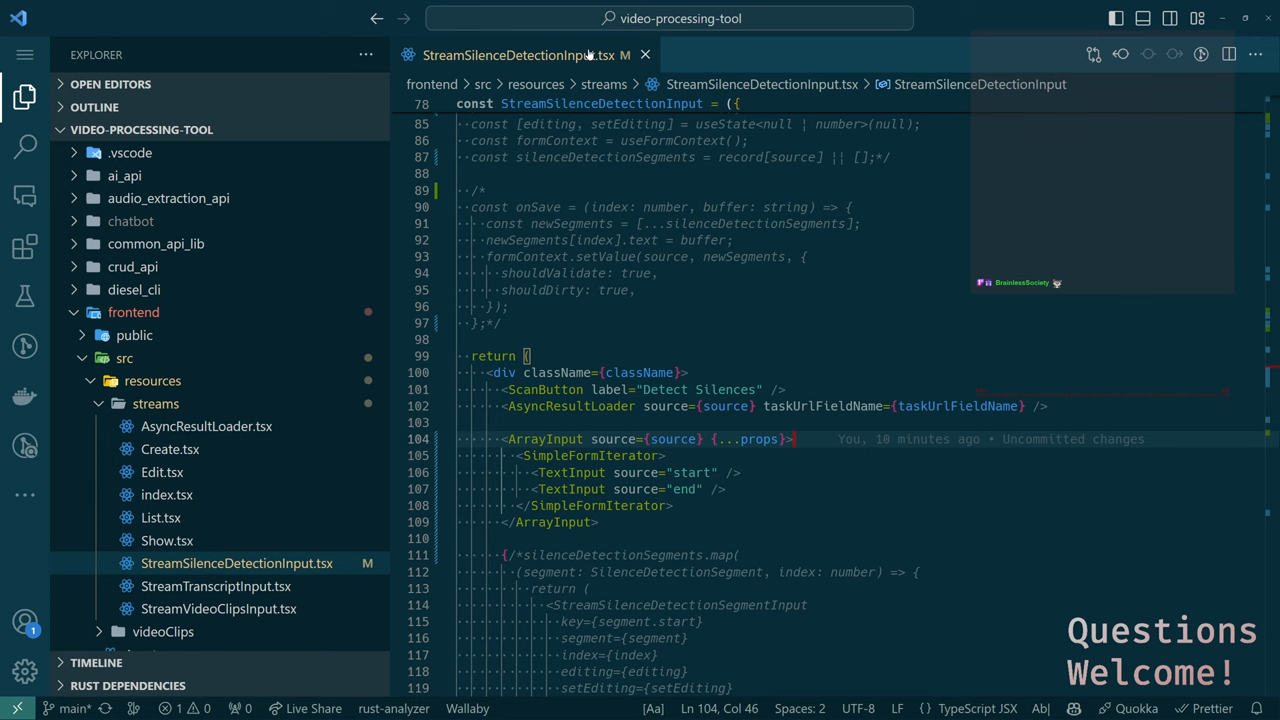 video-processing-tool
EXPLORER
OPEN EDITORS
OUTLINE
VIDEO-PROCESSING-TOOL
.vscode
ai_api
audio_extraction_api
chatbot
common_api_lib
crud_api
diesel_cli
frontend
public
src
resources
streams
AsyncResultLoader.tsx
Create.tsx
Edit.tsx
index.tsx
List.tsx
Show.tsx
StreamSilenceDetectionInput.tsx M
StreamTranscriptInput.tsx
StreamVideoClipsInput.tsx
videoClips
TIMELINE
RUST DEPENDENCIES
StreamSilenceDetectionInput.tsx M
frontend > src > resources > streams > StreamSilenceDetectionInput.tsx > StreamSilenceDetectionInput
78 const StreamSilenceDetectionInput = ({
85 const [editing, setEditing] = useState<null | number>(null);
86 const formContext = useFormContext();
87 const silenceDetectionSegments = record[source] || [];*/
88
89 /*
90 const onSave = (index: number, buffer: string) => {
91 const newSegments = [...silenceDetectionSegments];
92 newSegments[index].text = buffer;
93 formContext.setValue(source, newSegments, {
94 shouldValidate: true,
95 shouldDirty: true,
96 });
97 };*/
98
99 return (
100 <div className={className}>
101 <ScanButton label="Detect Silences" />
102 <AsyncResultLoader source={source} taskUrlFieldName={taskUrlFieldName} />
103
104 <ArrayInput source={source} {...props}> You, 10 minutes ago • Uncommitted changes
105 <SimpleFormIterator>
106 <TextInput source="start" />
107 <TextInput source="end" />
108 </SimpleFormIterator>
109 </ArrayInput>
110
111 {/*silenceDetectionSegments.map(
112 (segment: SilenceDetectionSegment, index: number) => {
113 return (
114 <StreamSilenceDetectionSegmentInput
115 key={segment.start}
116 segment={segment}
117 index={index}
118 editing={editing}
119 setEditing={setEditing}
BrainlessSociety
Questions
Welcome!
1
main* 1 0 0 Live Share rust-analyzer Wallaby [Aa] Ln 104, Col 46 Spaces: 2 UTF-8 LF {} TypeScript JSX Ab| Quokka Prettier